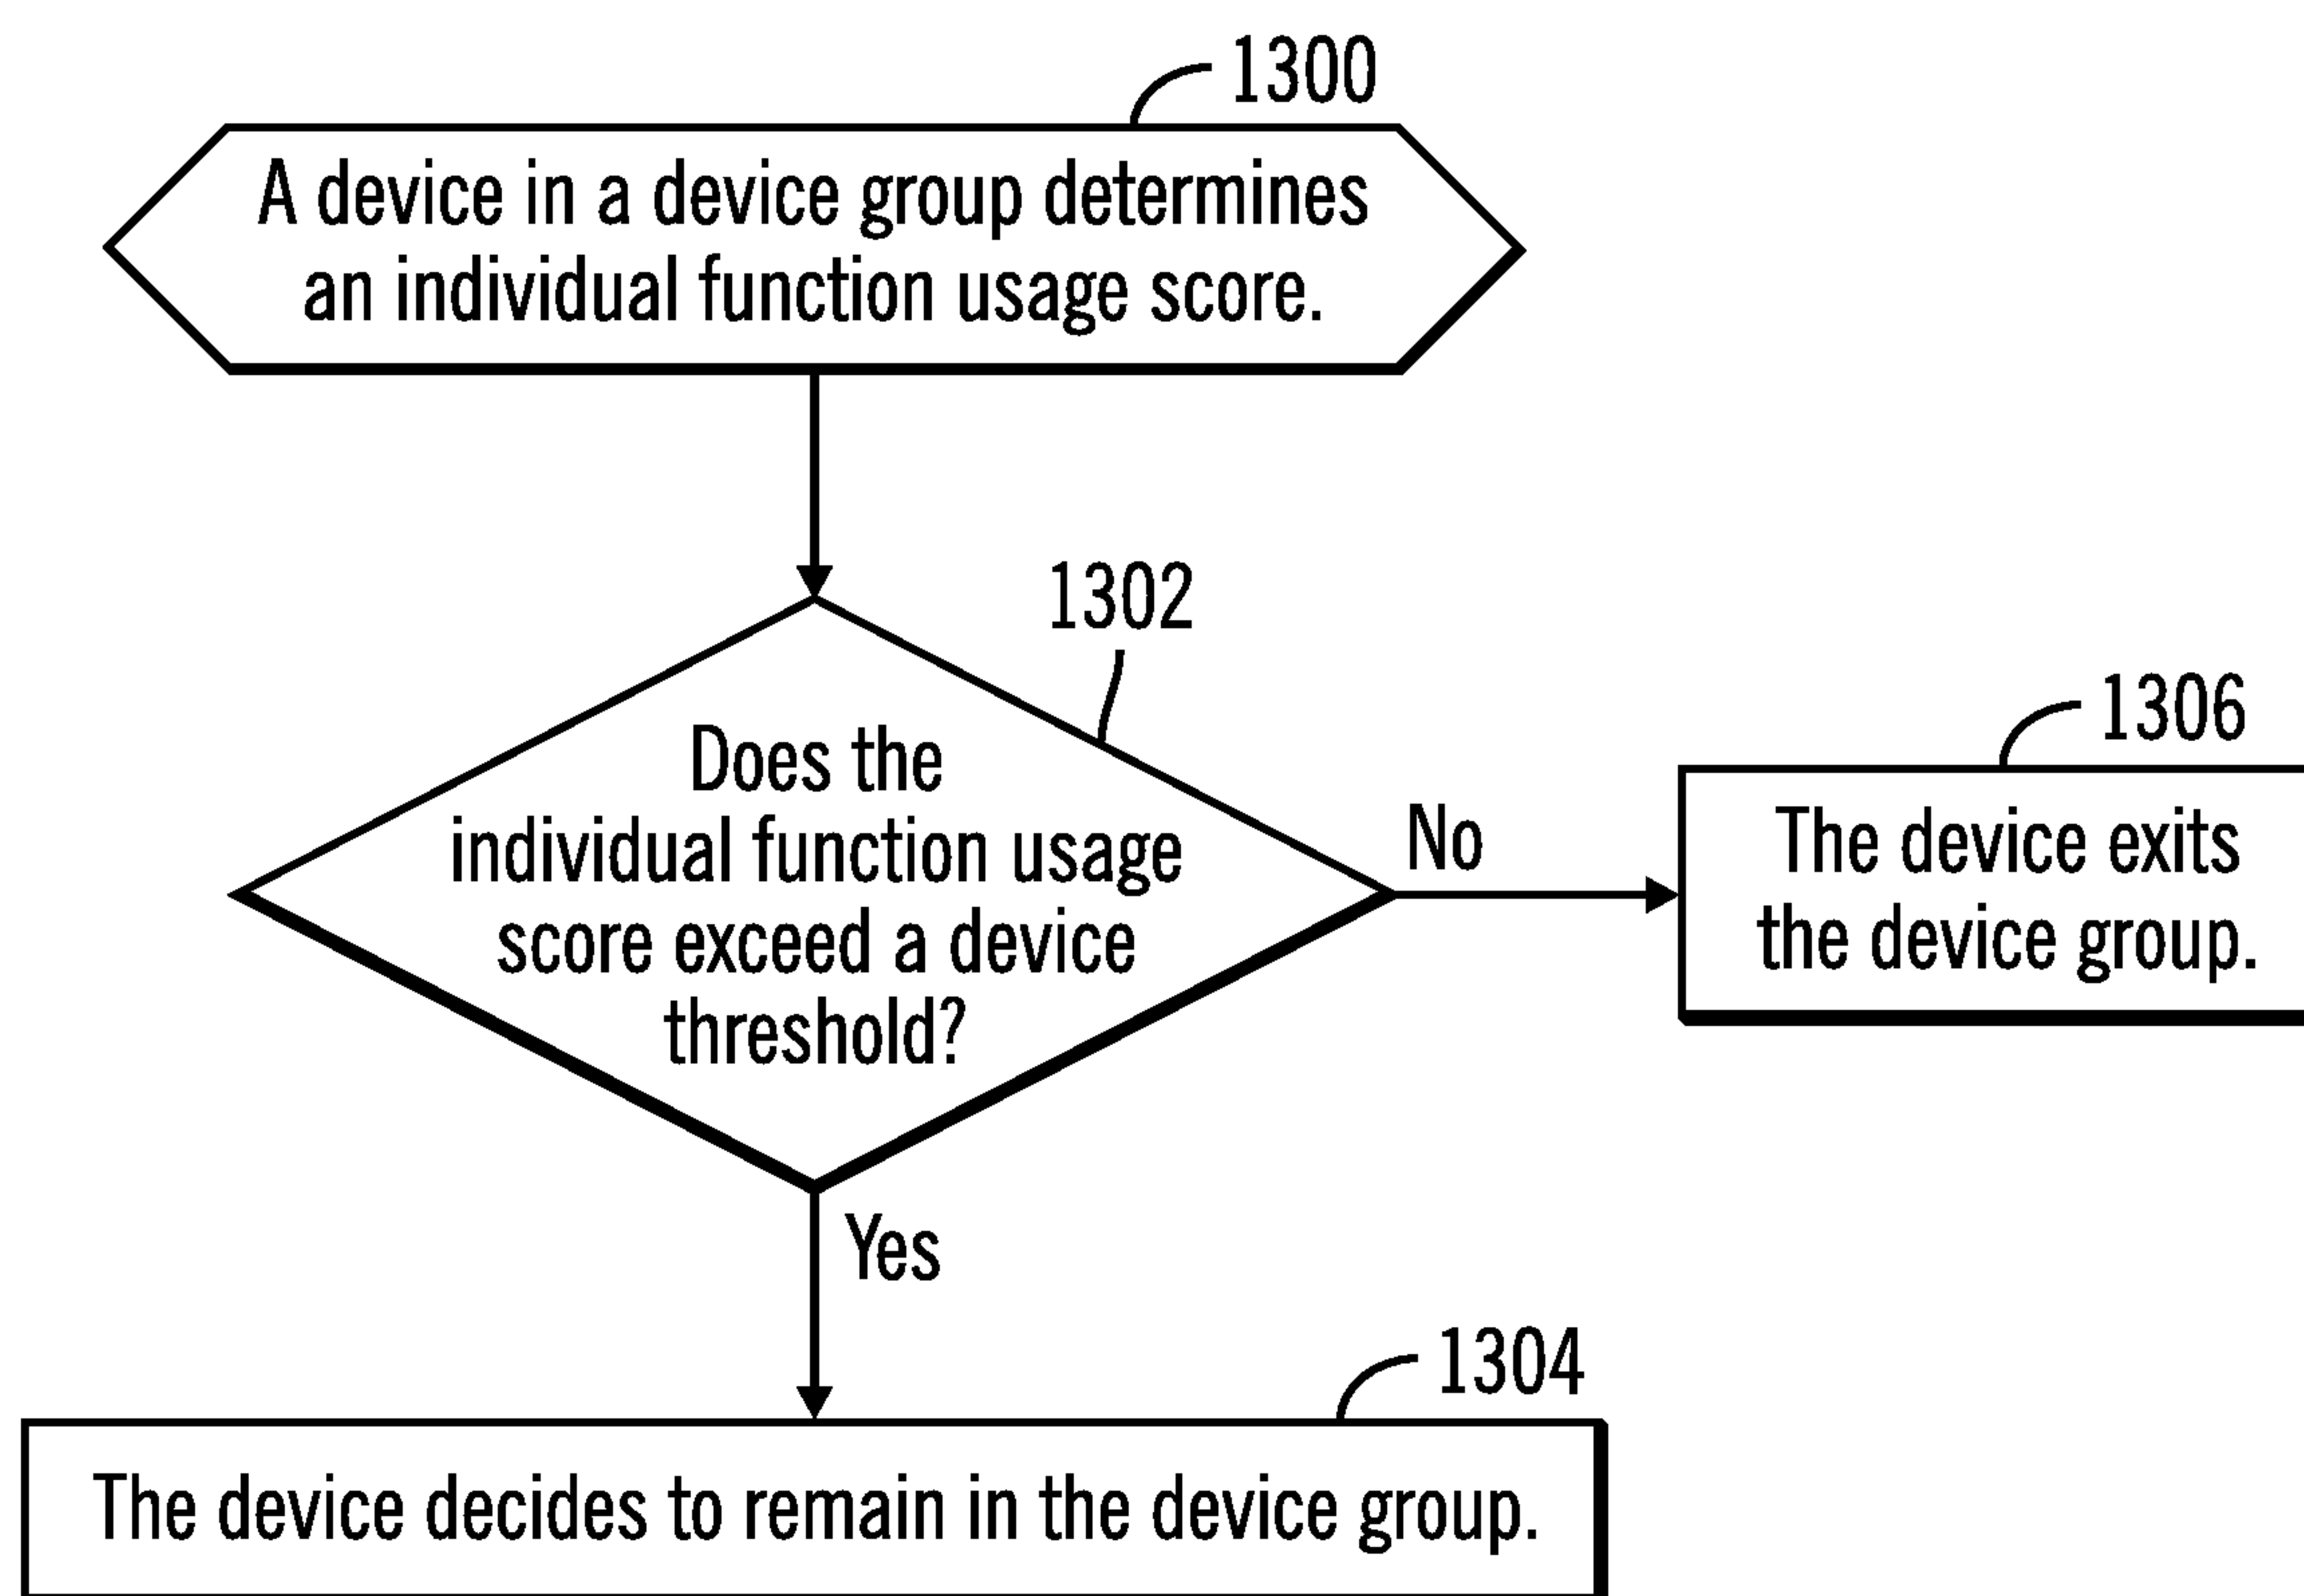 1300
A device in a device group determines
an individual function usage score.
1302
Does the
individual function usage
score exceed a device
threshold?
No
1306
The device exits
the device group.
Yes
1304
The device decides to remain in the device group.